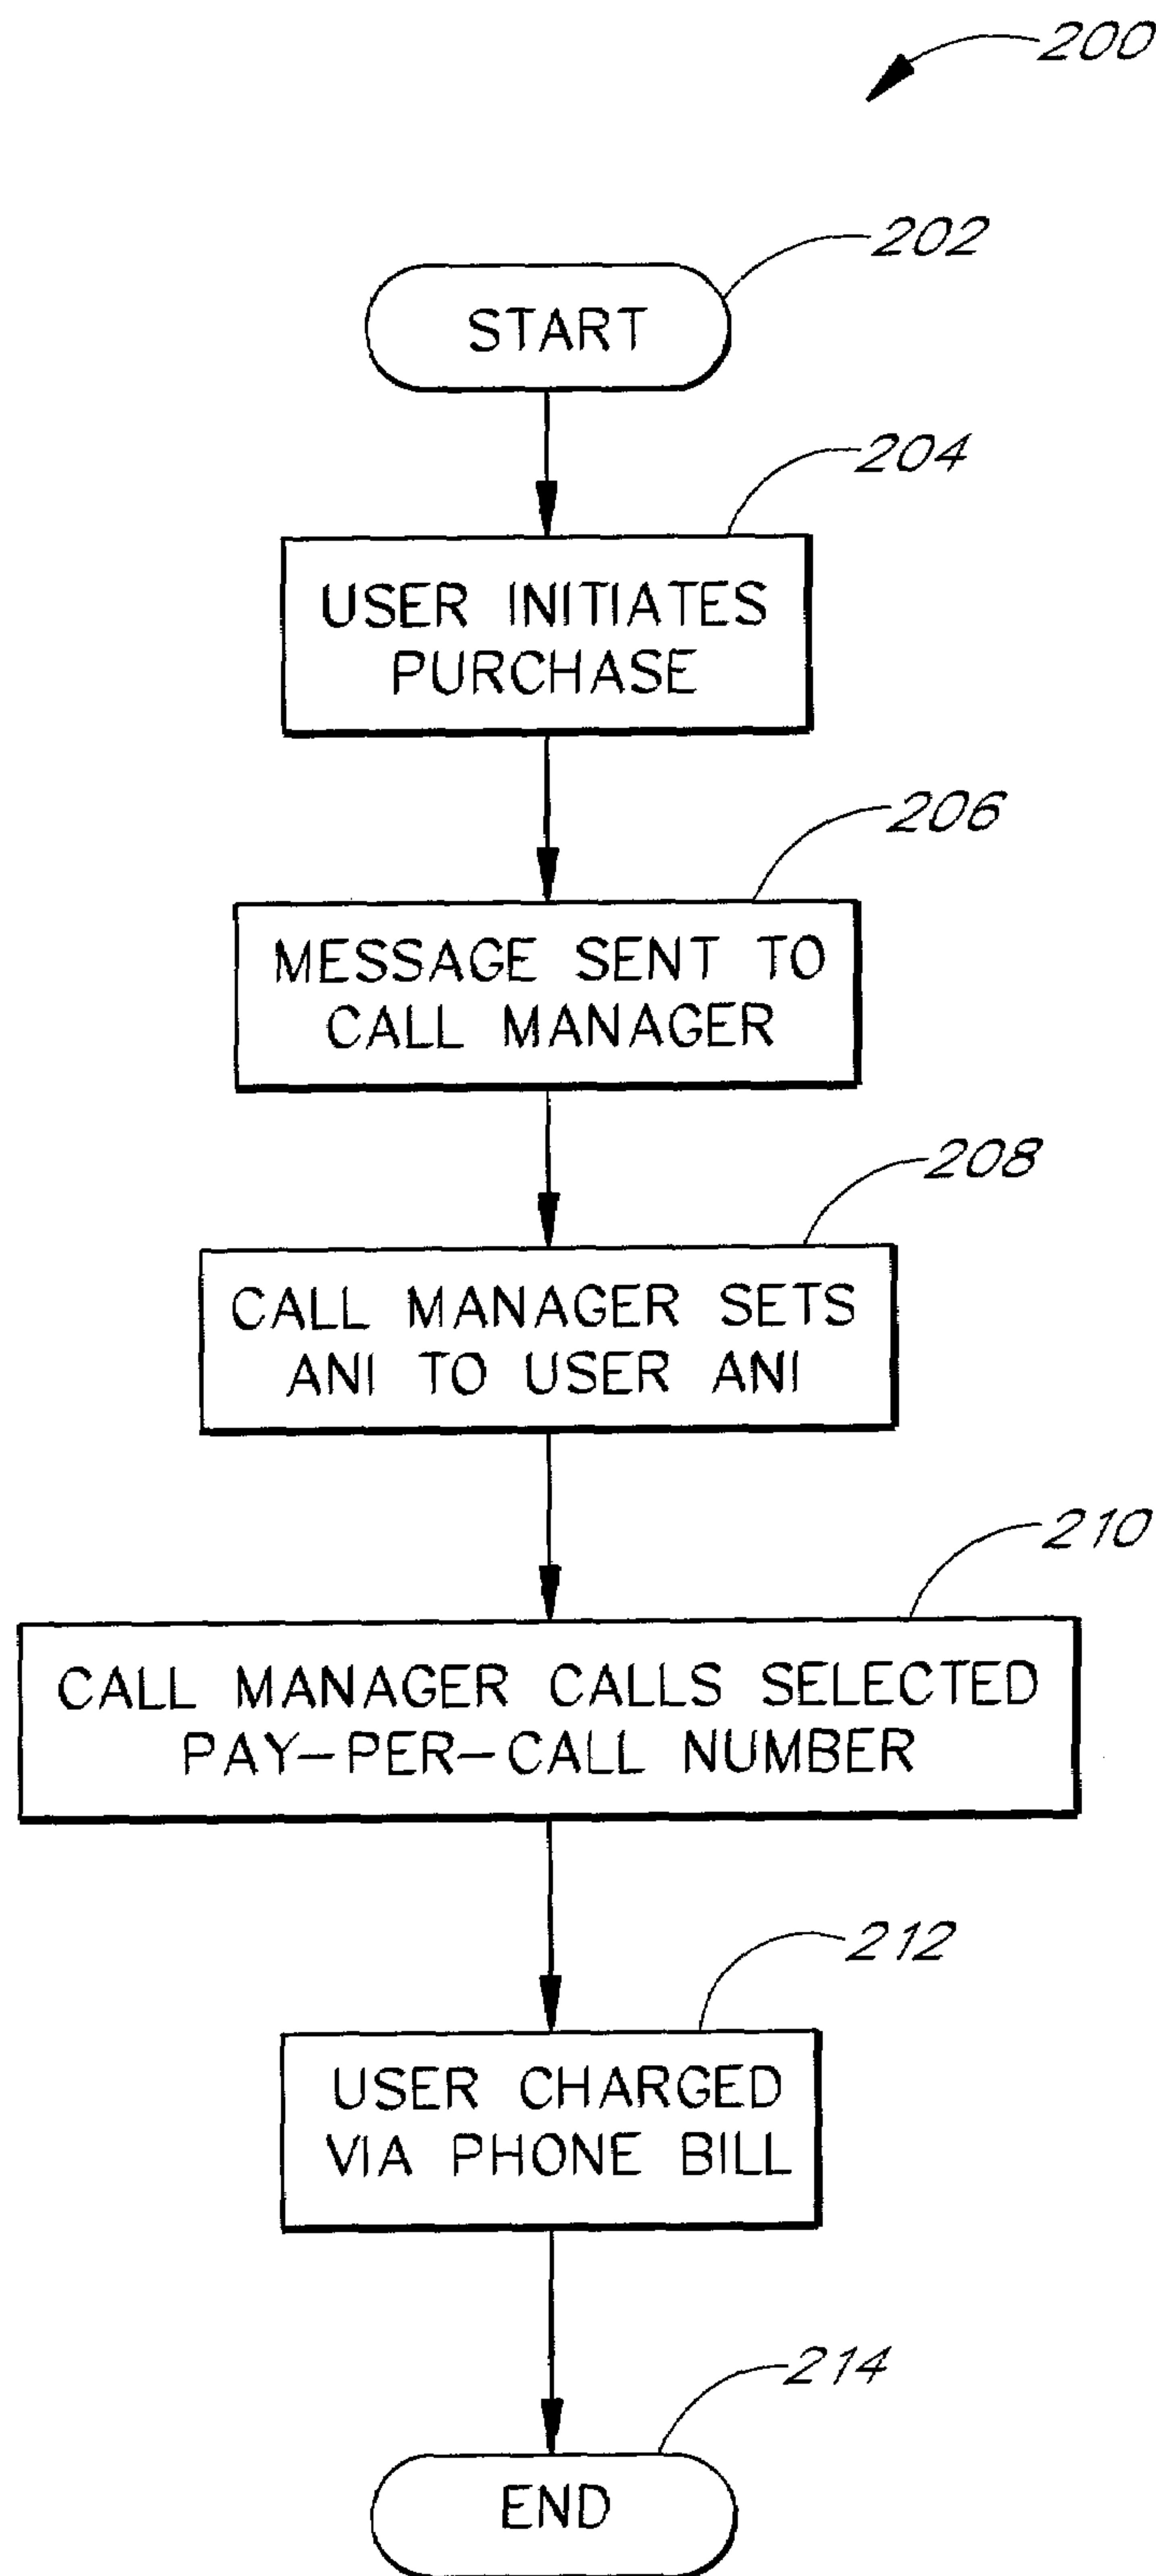 200
202
START
204
USER INITIATES
PURCHASE
206
MESSAGE SENT TO
CALL MANAGER
208
CALL MANAGER SETS
ANI TO USER ANI
210
CALL MANAGER CALLS SELECTED
PAY-PER-CALL NUMBER
212
USER CHARGED
VIA PHONE BILL
214
END